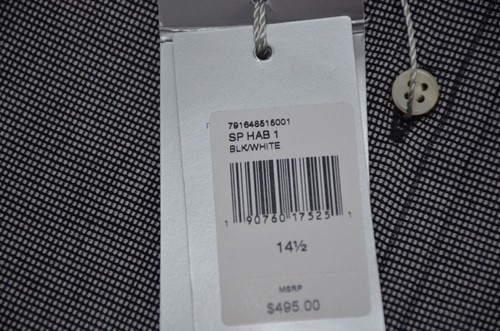 791648515001
SP HAB 1
BLK/WHITE
1 90760 17525 1
14½
MSRP
$495.00